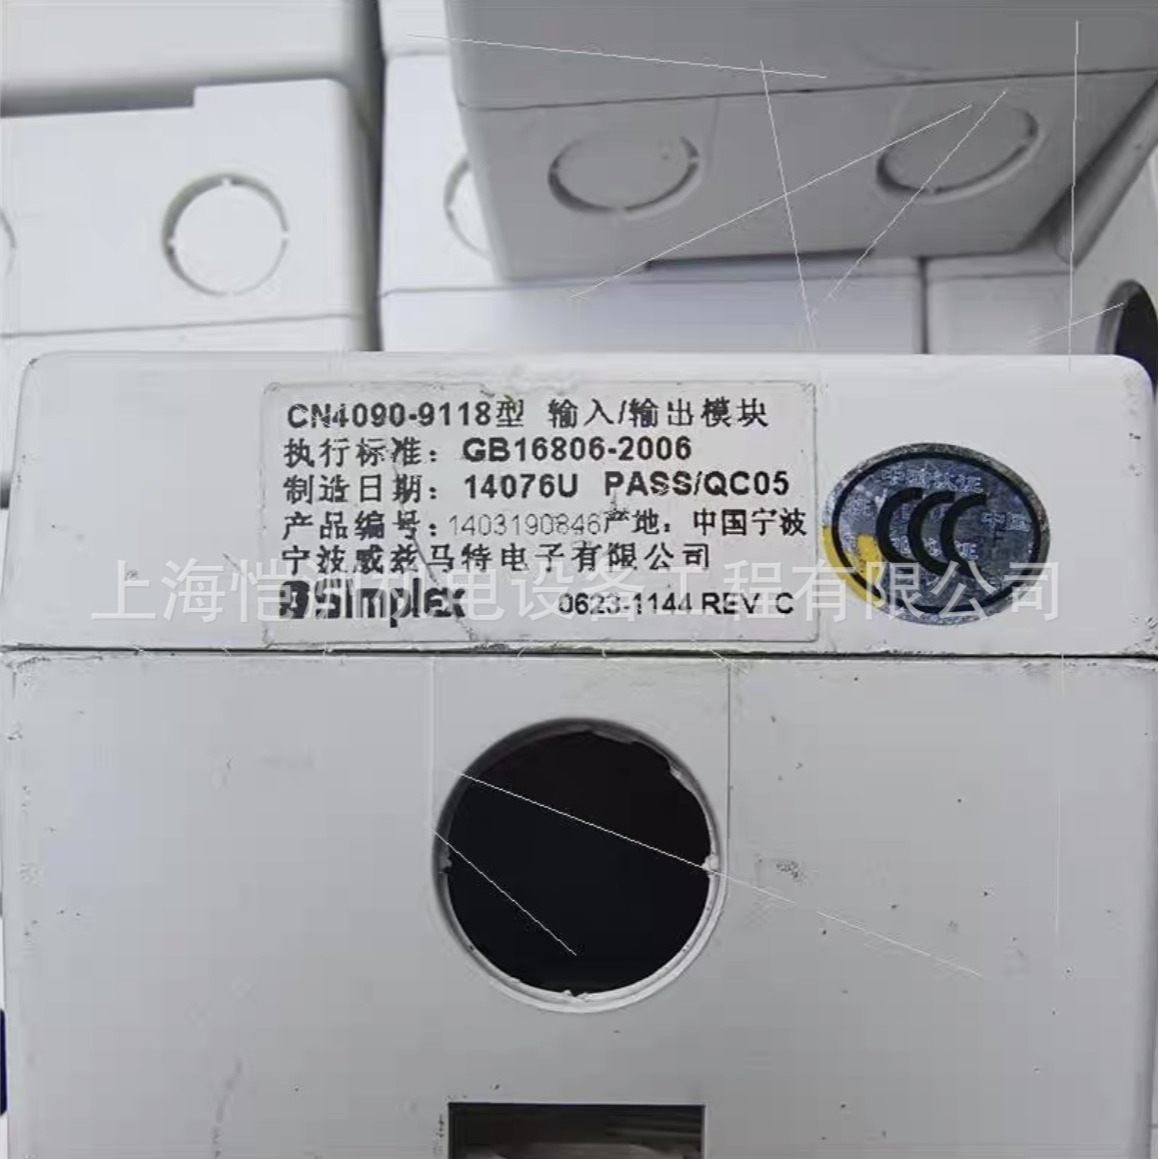 CN4090-9118型 输入/输出模块
执行标准：GB16806-2006
制造日期：14076U PASS/QC05
产品编号：1403190846产地：中国宁波
宁波威兹马特电子有限公司
Simplex 0623-1144 REV C
上海恺 机电设备工程有限公司
CCC